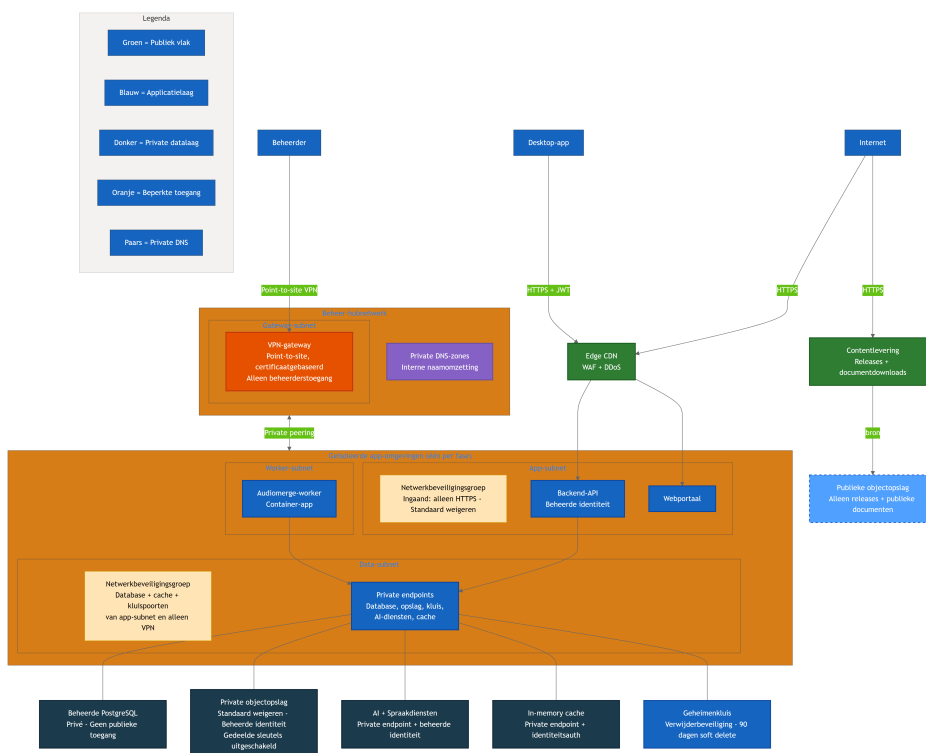 Legenda
Groen = Publiek vlak
Blauw = Applicatielaag
Donker = Private datalaag
Oranje = Beperkte toegang
Paars = Private DNS
Beheerder
Desktop-app
Internet
Point-to-site VPN
HTTPS + JWT
HTTPS
HTTPS
VPN-gateway
Point-to-site,
certificaatgebaseerd
Alleen beheerderstoegang
Private DNS-zones
Interne naamomzetting
Edge CDN
WAF + DDoS
Contentlevering
Releases +
documentdownloads
Private peering
bron
Worker-subnet
App-subnet
Audiomerge-worker
Container-app
Netwerkbeveiligingsgroep
Ingaand: alleen HTTPS -
Standaard weigeren
Backend-API
Beheerde identiteit
Webportaal
Publieke objectopslag
Alleen releases + publieke
documenten
Data-subnet
Netwerkbeveiligingsgroep
Database + cache +
kluispoorten
van app-subnet en alleen
VPN
Private endpoints
Database, opslag, kluis,
AI-diensten, cache
Beheerde PostgreSQL
Privé - Geen publieke
toegang
Private objectopslag
Standaard weigeren -
Beheerde identiteit
Gedeelde sleutels
uitgeschakeld
AI + Spraakdiensten
Private endpoint + beheerde
identiteit
In-memory cache
Private endpoint +
identiteitsauth
Geheimenkluis
Verwijderbeveiliging - 90
dagen soft delete